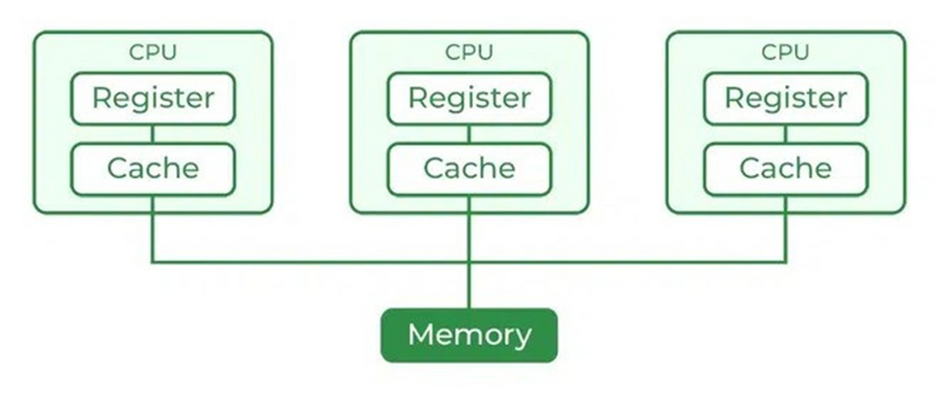 CPU
Register
Cache
CPU
Register
Cache
CPU
Register
Cache
Memory